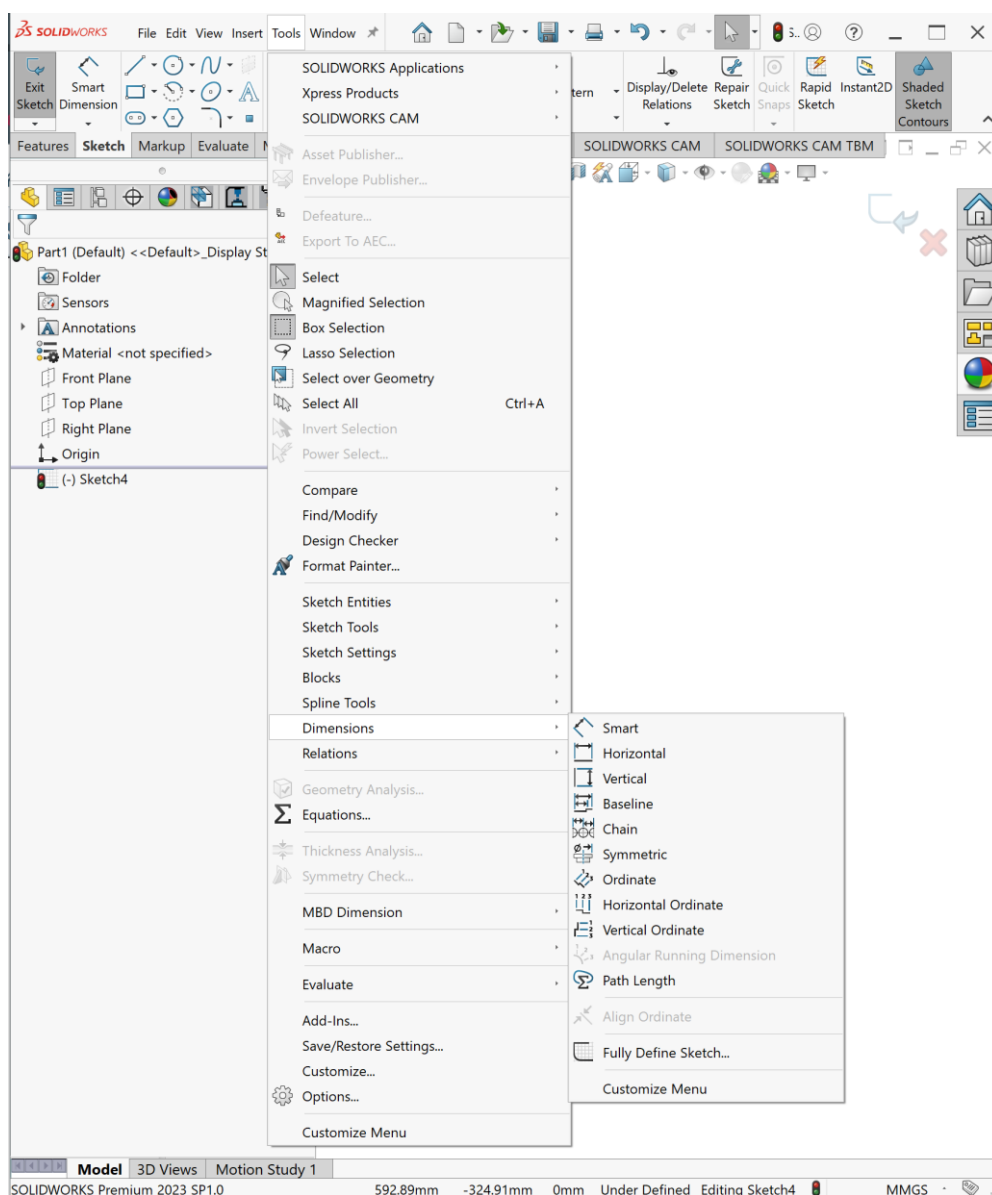 SOLIDWORKS File Edit View Insert Tools Window S..
Exit Sketch
Smart Dimension
tern
Display/Delete Relations
Repair Sketch
Quick Snaps
Rapid Sketch
Instant2D
Shaded Sketch Contours
Features Sketch Markup Evaluate SOLIDWORKS CAM SOLIDWORKS CAM TBM
Part1 (Default) <<Default>_Display St
Folder
Sensors
Annotations
Material <not specified>
Front Plane
Top Plane
Right Plane
Origin
(-) Sketch4
SOLIDWORKS Applications
Xpress Products
SOLIDWORKS CAM
Asset Publisher...
Envelope Publisher...
Defeature...
Export To AEC...
Select
Magnified Selection
Box Selection
Lasso Selection
Select over Geometry
Select All Ctrl+A
Invert Selection
Power Select...
Compare
Find/Modify
Design Checker
Format Painter...
Sketch Entities
Sketch Tools
Sketch Settings
Blocks
Spline Tools
Dimensions
Relations
Geometry Analysis...
Equations...
Thickness Analysis...
Symmetry Check...
MBD Dimension
Macro
Evaluate
Add-Ins...
Save/Restore Settings...
Customize...
Options...
Customize Menu
Smart
Horizontal
Vertical
Baseline
Chain
Symmetric
Ordinate
Horizontal Ordinate
Vertical Ordinate
Angular Running Dimension
Path Length
Align Ordinate
Fully Define Sketch...
Customize Menu
Model 3D Views Motion Study 1
SOLIDWORKS Premium 2023 SP1.0 592.89mm -324.91mm 0mm Under Defined Editing Sketch4 MMGS